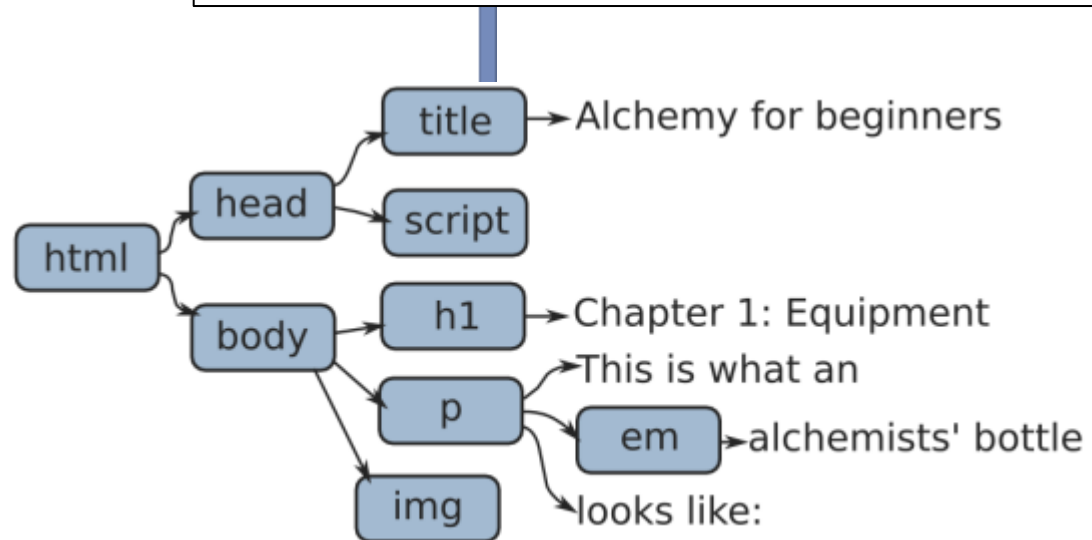 title Alchemy for beginners
head
script
html
h1 Chapter 1: Equipment
body
This is what an
p
em alchemists' bottle
img
looks like: